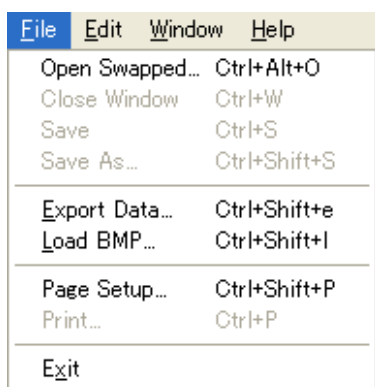 File Edit Window Help
Open Swapped... Ctrl+Alt+O
Close Window Ctrl+W
Save Ctrl+S
Save As... Ctrl+Shift+S
Export Data... Ctrl+Shift+e
Load BMP... Ctrl+Shift+l
Page Setup... Ctrl+Shift+P
Print... Ctrl+P
Exit